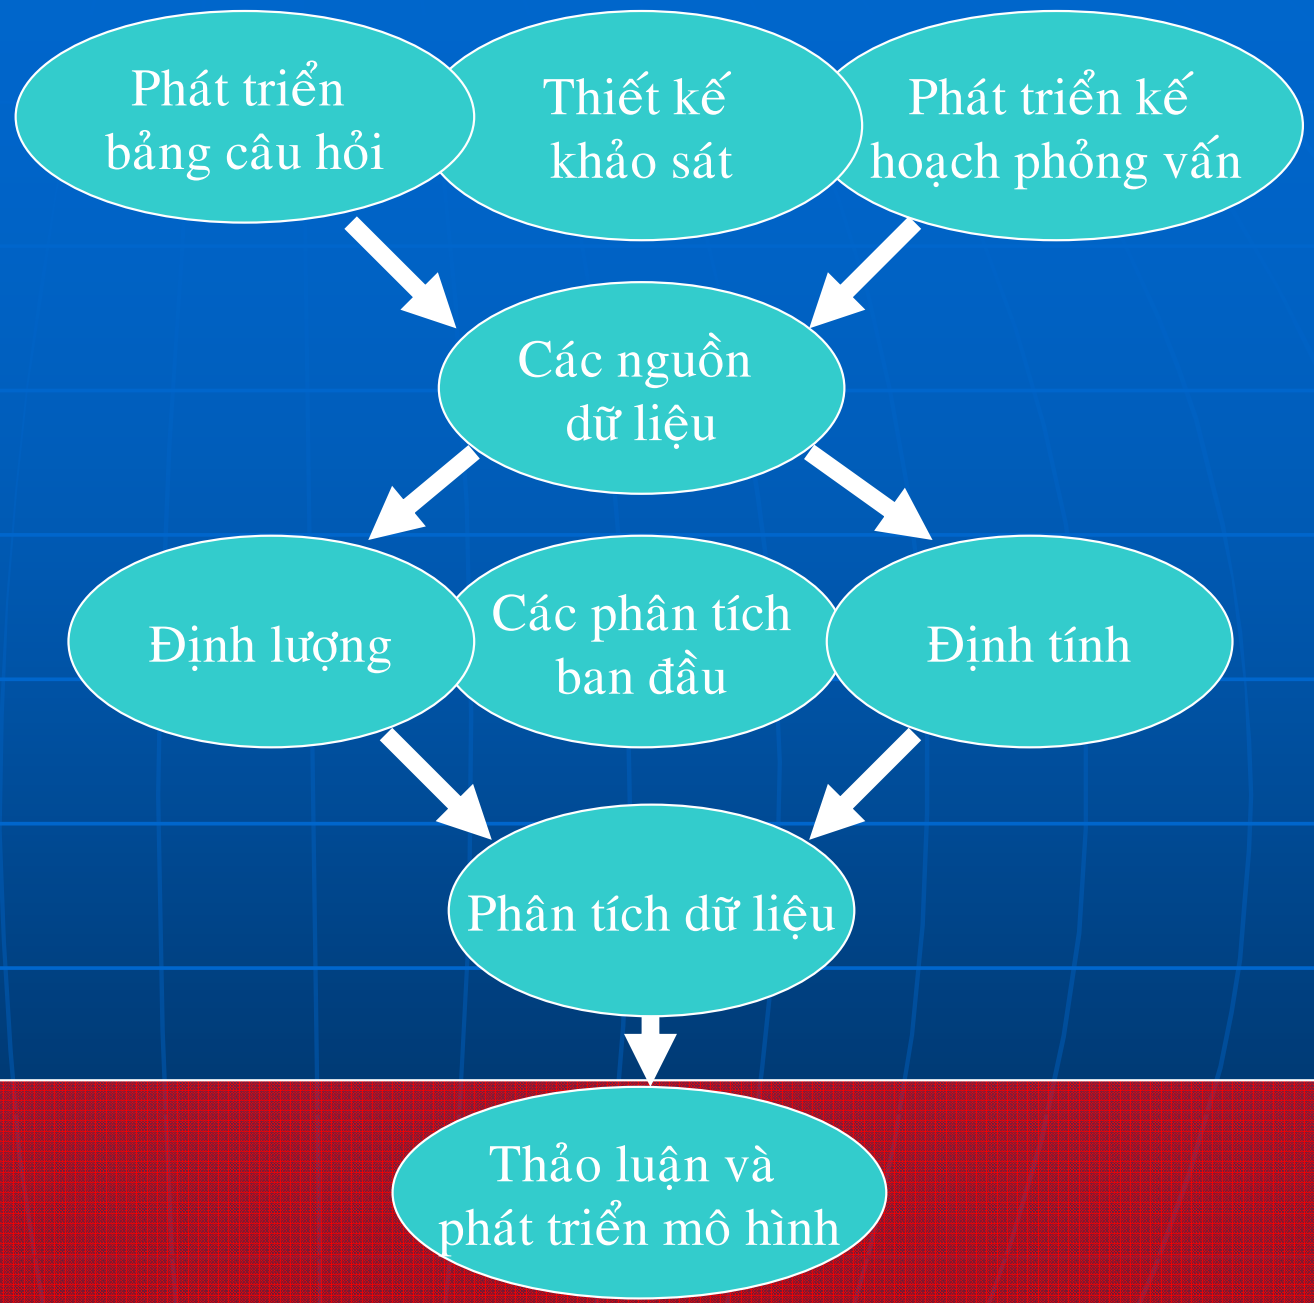 Phát triển
bảng câu hỏi
Thiết kế
khảo sát
Phát triển kế
hoạch phỏng vấn
Các nguồn
dữ liệu
Định lượng
Các phân tích
ban đầu
Định tính
Phân tích dữ liệu
Thảo luận và
phát triển mô hình